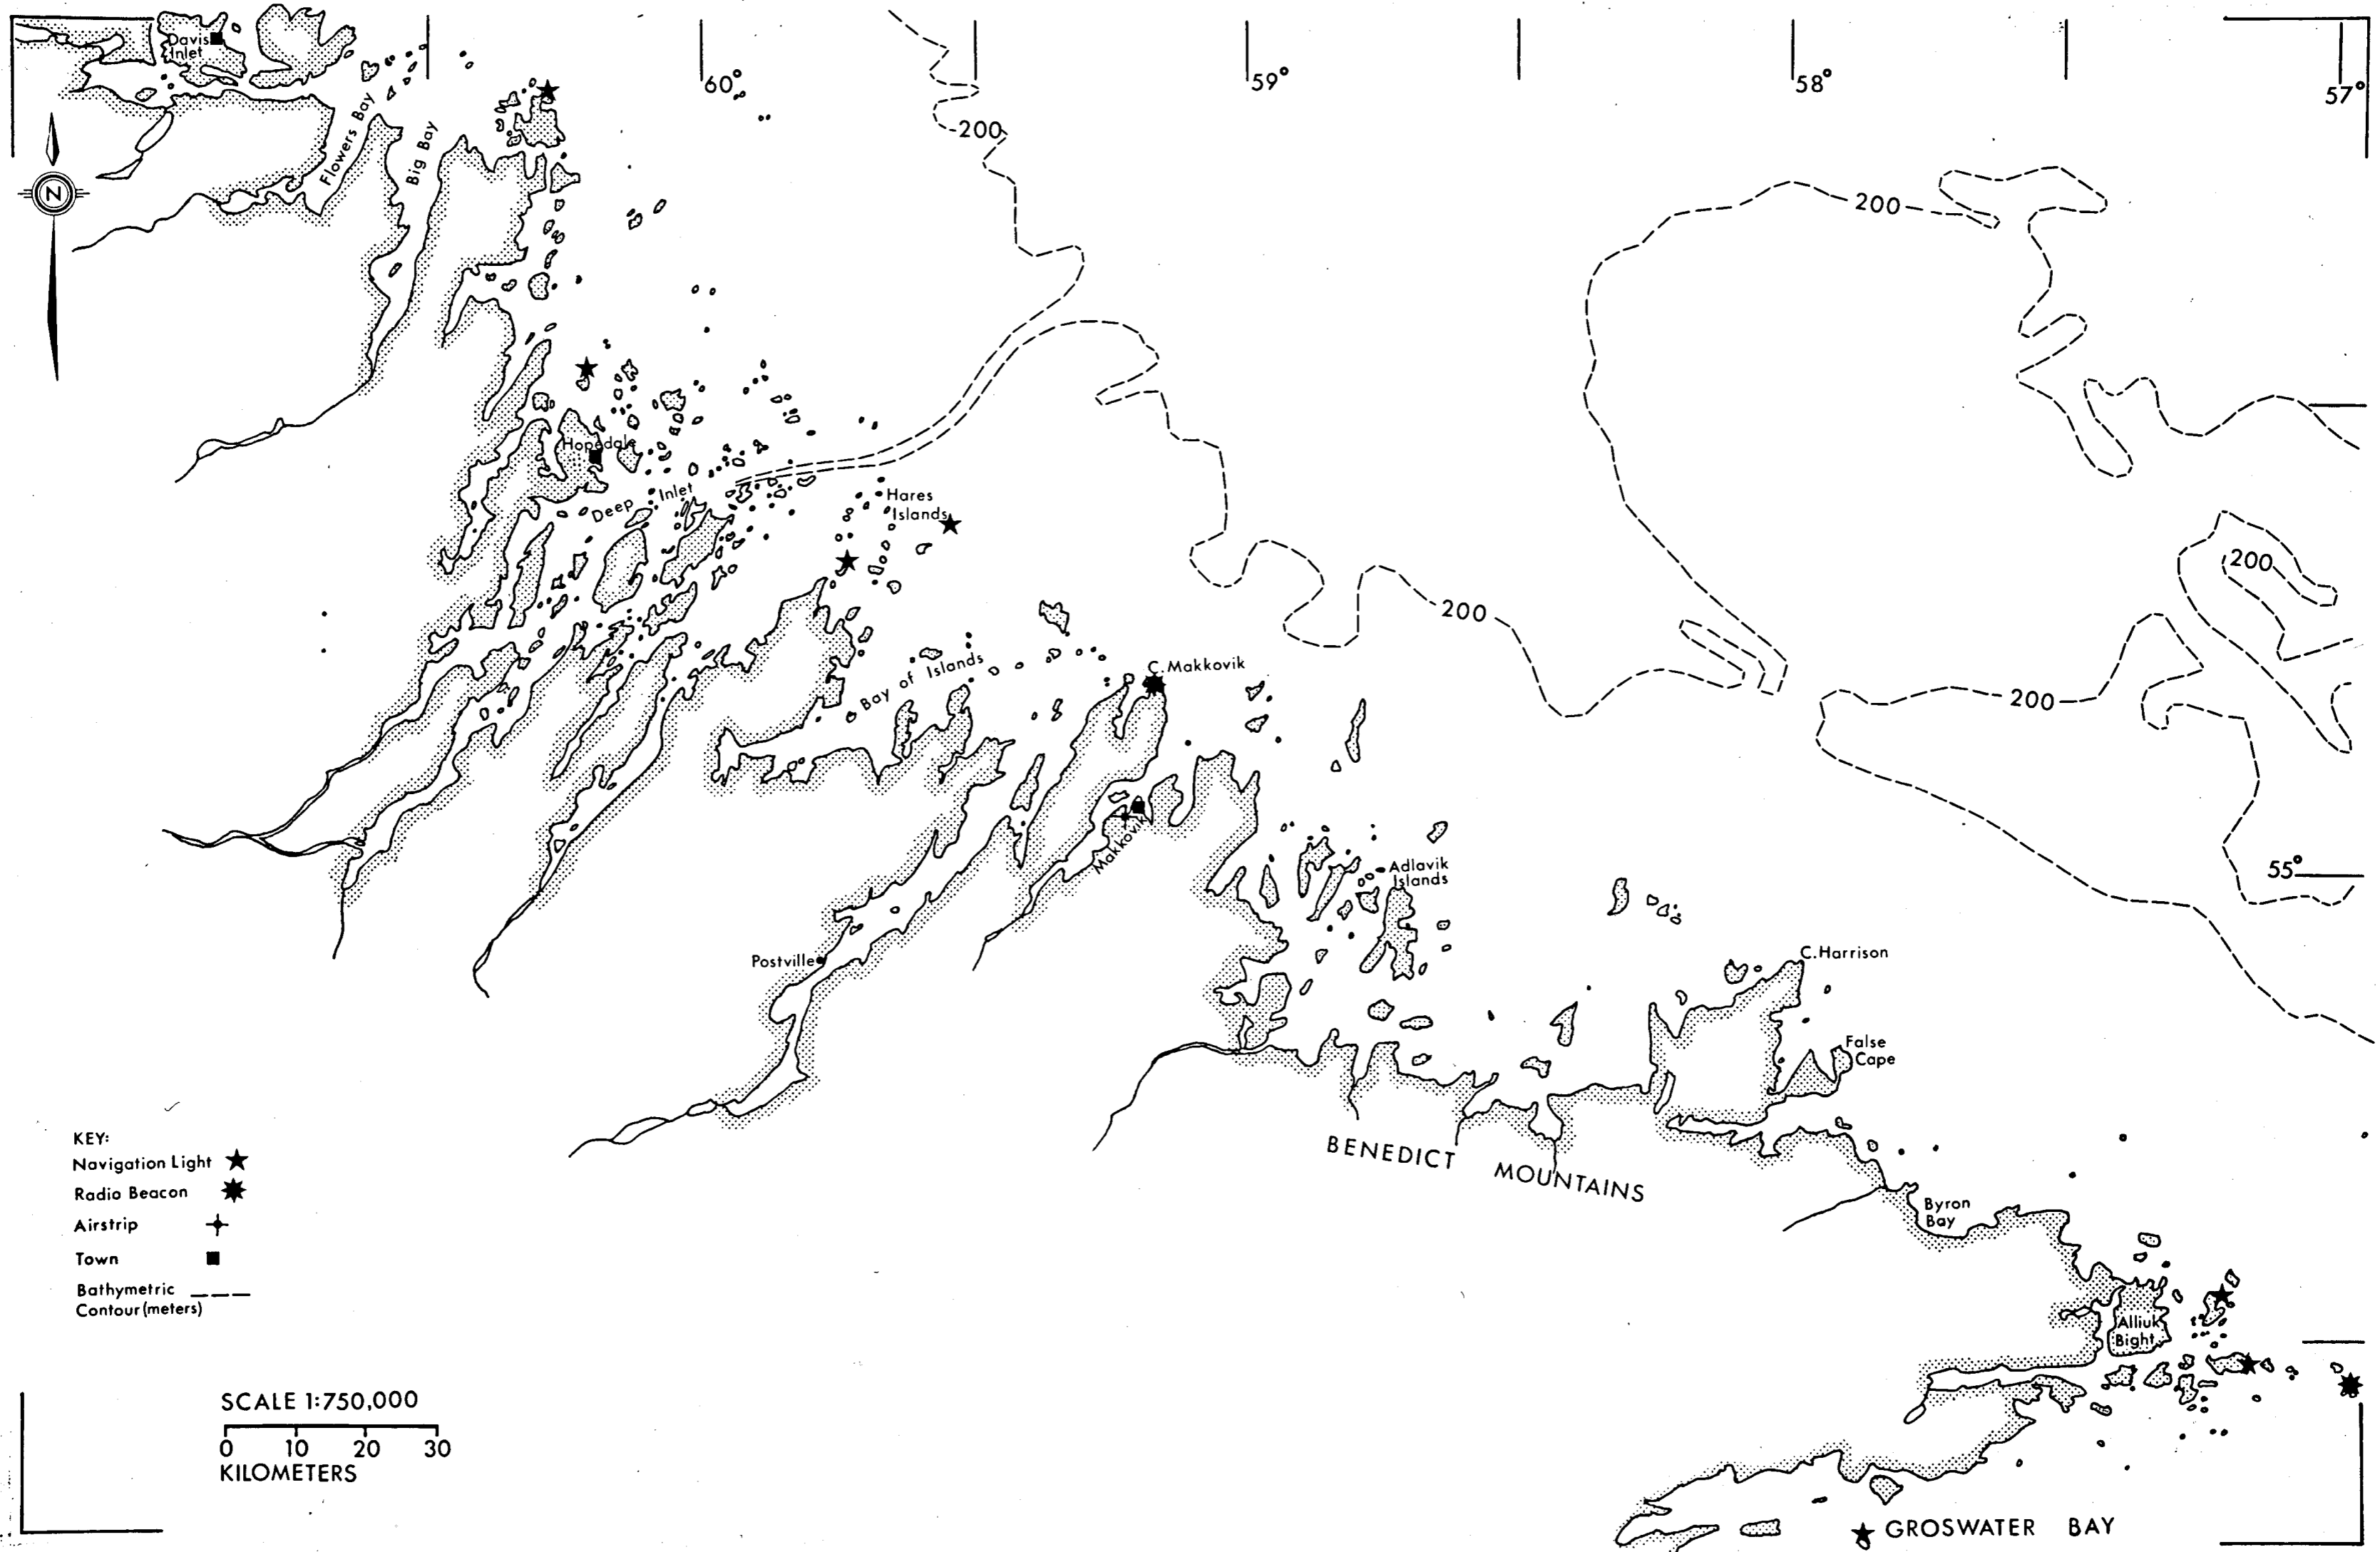 Davis
Inlet
60°
59°
58°
57°
Flowers Bay
Big Bay
N
200
200
Hopedale
Deep Inlet
Hares
Islands
200
200
Bay of Islands
C. Makkovik
200
Makkovik
Adlavik
Islands
55°
Postville
C. Harrison
False
Cape
BENEDICT MOUNTAINS
Byron
Bay
Alliuk
Bight
KEY:
Navigation Light
Radio Beacon
Airstrip
Town
Bathymetric
Contour (meters)
SCALE 1:750,000
0 10 20 30
KILOMETERS
GROSWATER BAY